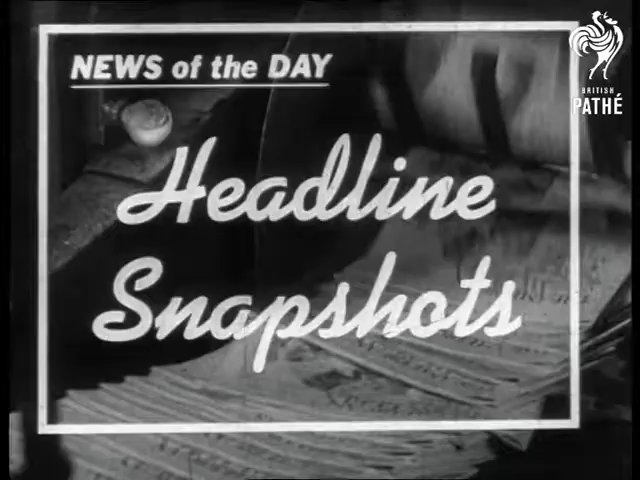 NEWS of the DAY
Headline
Snapshots
BRITISH
PATHÉ